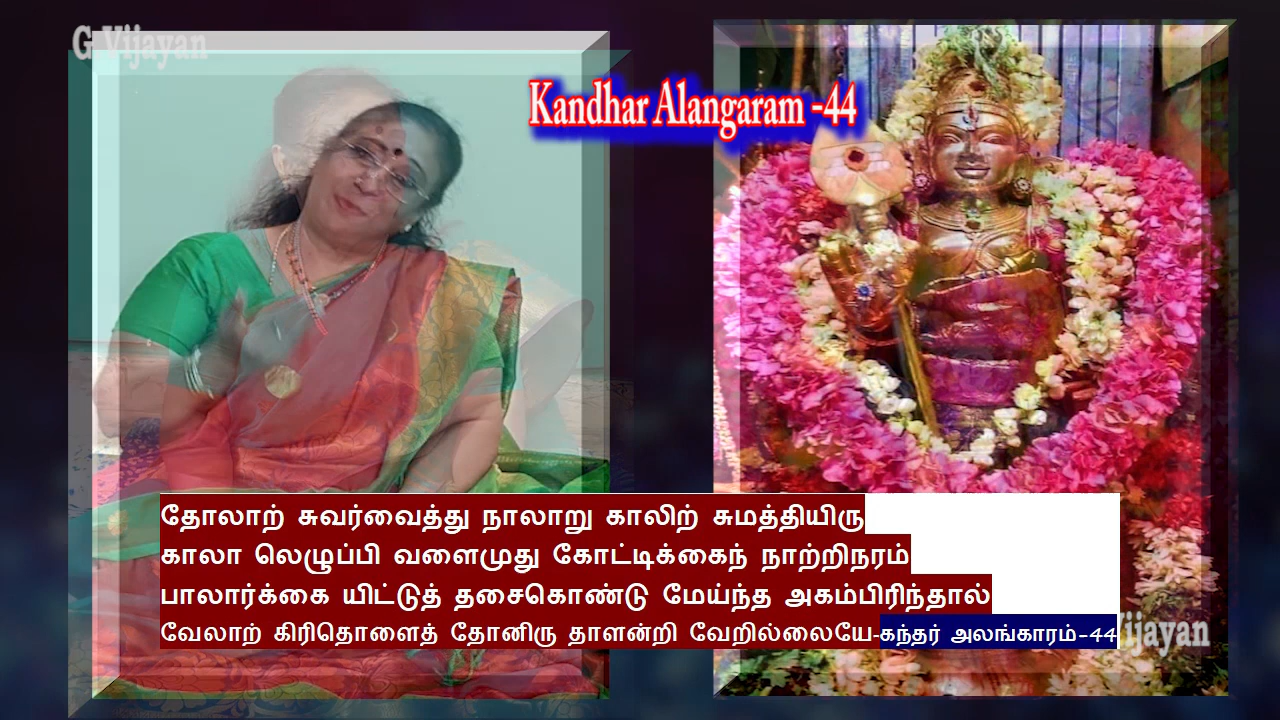 G Vijayan
Kandhar Alangaram -44
தோலாற் சுவர்வைத்து நாலாறு காலிற் சுமத்தியிரு
காலா லெழுப்பி வளைமுது கோட்டிக்கைந் நாற்றிநரம்
பாலார்க்கை யிட்டுத் தசைகொண்டு மேய்ந்த அகம்பிரிந்தால்
வேலாற் கிரிதொளைத் தோனிரு தாளன்றி வேறில்லையே-கந்தர் அலங்காரம்-44
Vijayan